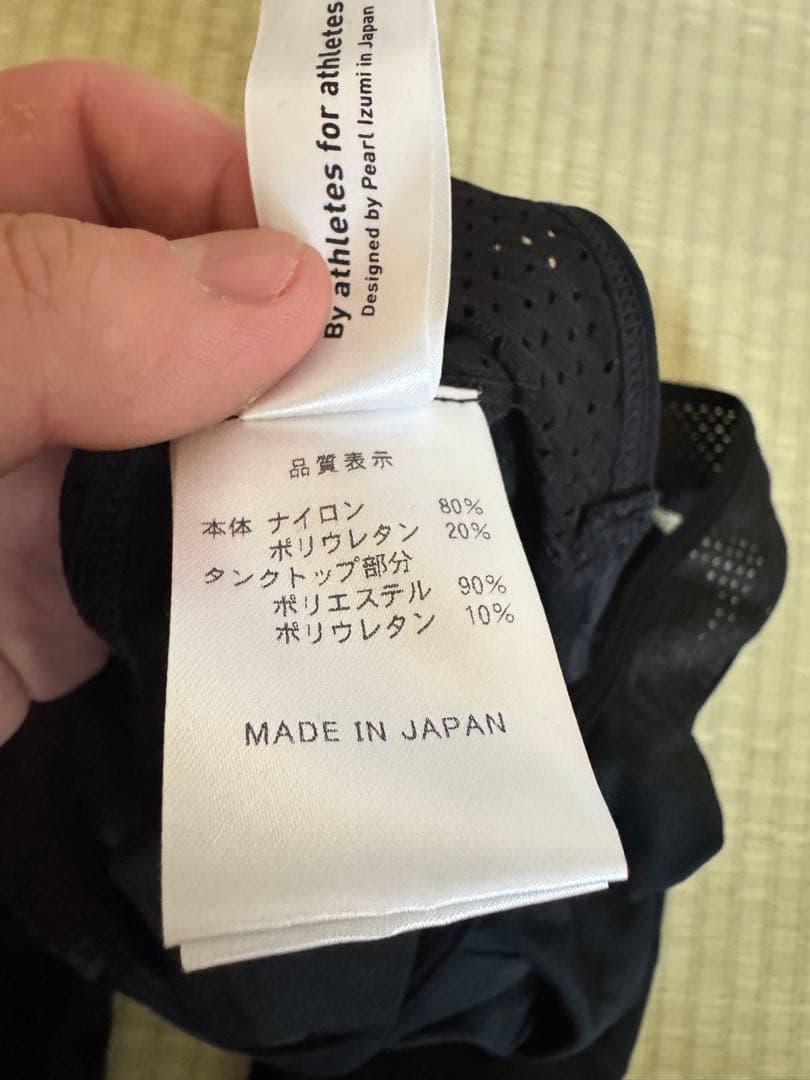 By athletes for athletes
Designed by Pearl Izumi in Japan
品質表示
本体 ナイロン 80%
ポリウレタン 20%
タンクトップ部分
ポリエステル 90%
ポリウレタン 10%
MADE IN JAPAN